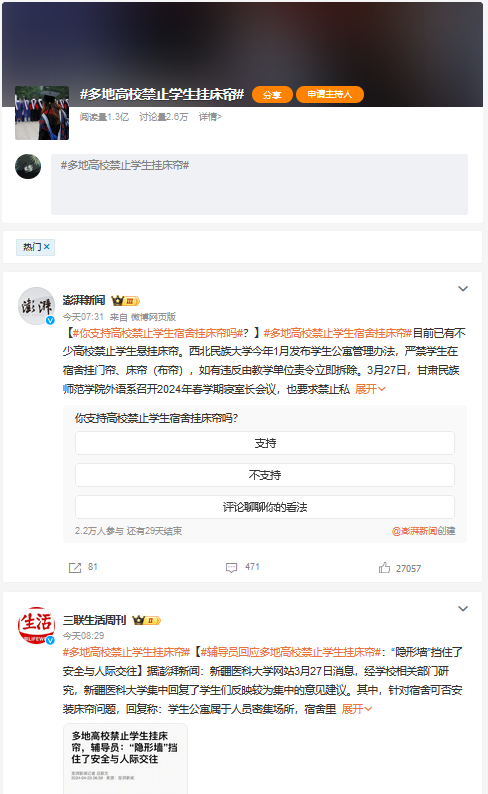 #多地高校禁止学生挂床帘#
分享
申请主持人
阅读量1.3亿 讨论量2.6万 详情>
#多地高校禁止学生挂床帘#
热门 ×
澎湃
澎湃新闻
III
今天07:31 来自 微博网页版
【#你支持高校禁止学生宿舍挂床帘吗#？】#多地高校禁止学生宿舍挂床帘#目前已有不
少高校禁止学生悬挂床帘。西北民族大学今年1月发布学生公寓管理办法，严禁学生在
宿舍挂门帘、床帘（布帘），如有违反由教学单位责令立即拆除。3月27日，甘肃民族
师范学院外语系召开2024年春季学期寝室长会议，也要求禁止私 展开
你支持高校禁止学生宿舍挂床帘吗?
支持
不支持
评论聊聊你的看法
2.2万人参与 还有29天结束
@澎湃新闻创建
81
471
27057
生活
LIFEWEEK
三联生活周刊
II
今天08:29
#多地高校禁止学生挂床帘#【#辅导员回应多地高校禁止学生挂床帘#：“隐形墙”挡住了
安全与人际交往】据澎湃新闻：新疆医科大学网站3月27日消息，经学校相关部门研
究，新疆医科大学集中回复了学生们反映较为集中的意见建议。其中，针对宿舍可否安
装床帘问题，回复称：学生公寓属于人员密集场所，宿舍里 展开
多地高校禁止学生挂床
帘，辅导员：“隐形墙”挡
住了安全与人际交往